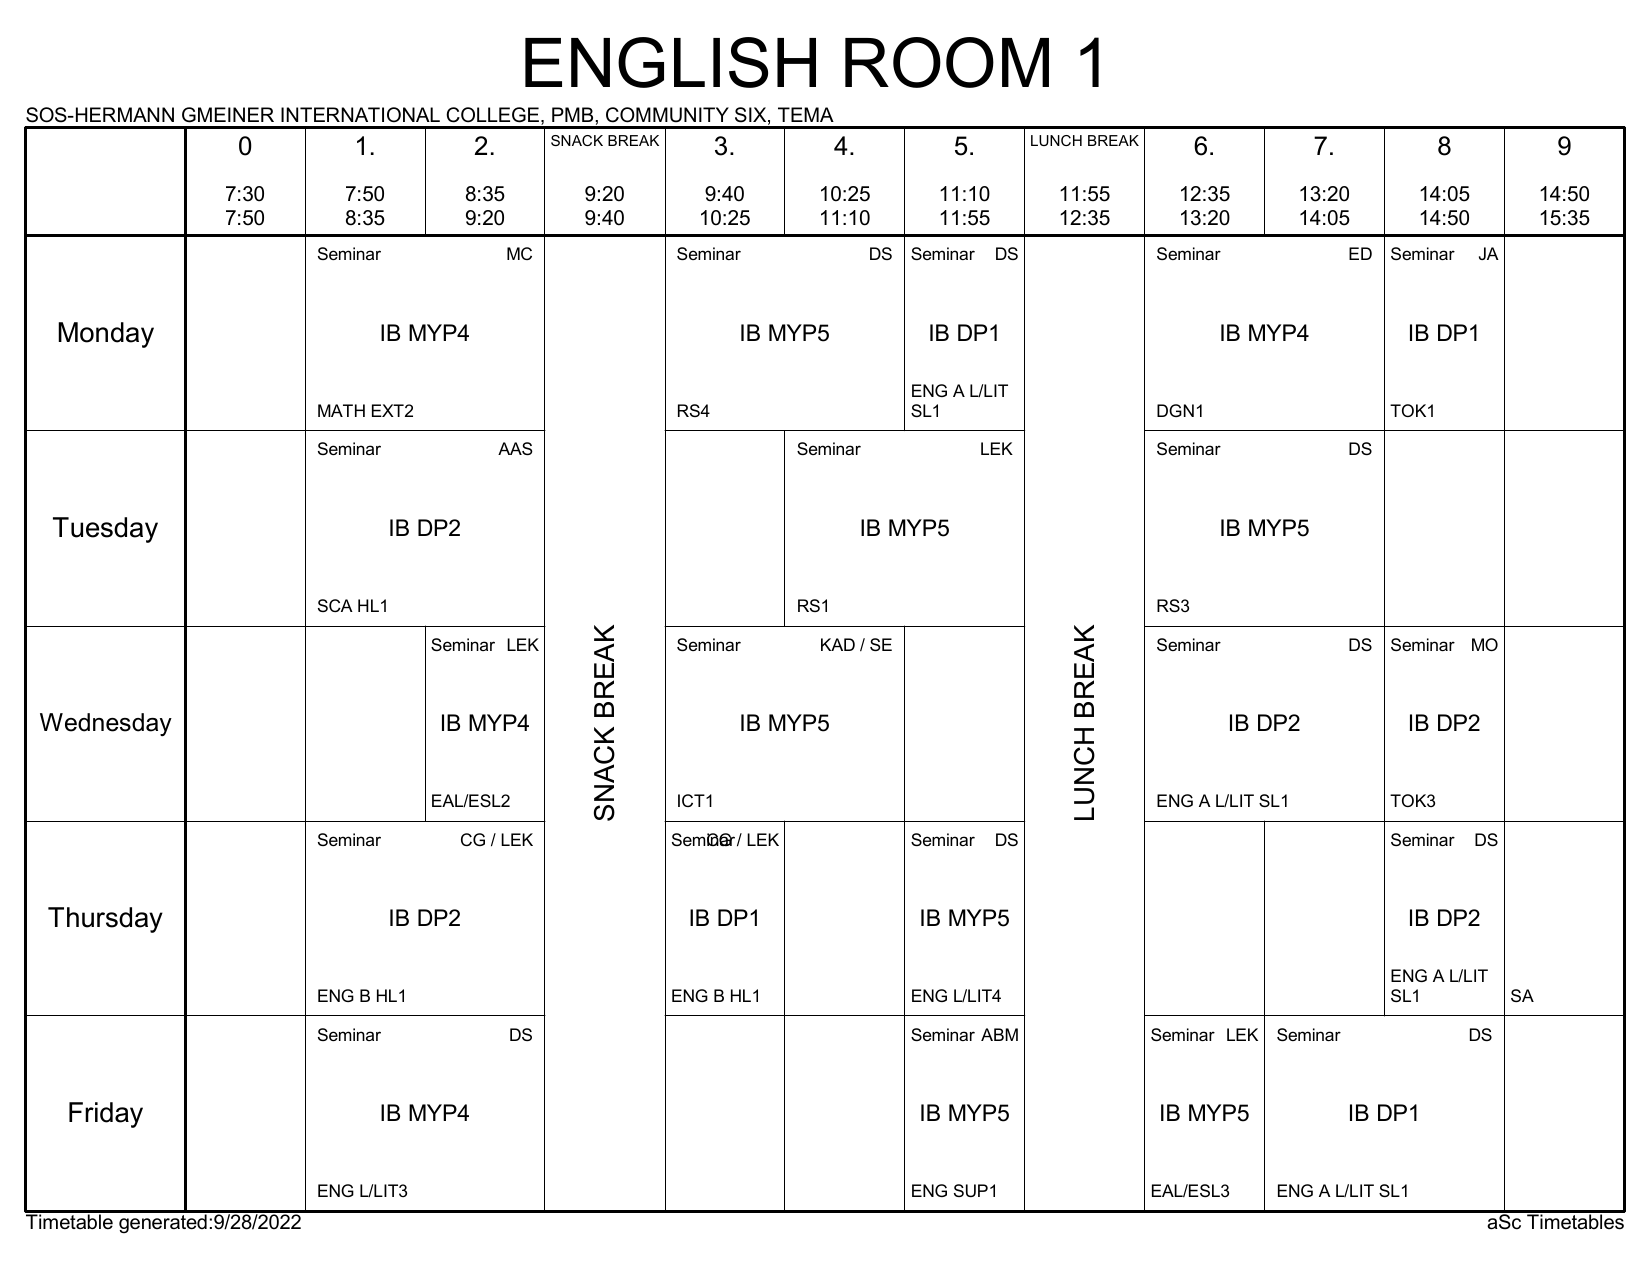 ENGLISH ROOM 1
SOS-HERMANN GMEINER INTERNATIONAL COLLEGE, PMB, COMMUNITY SIX, TEMA
0 1. 2. SNACK BREAK 3. 4. 5. LUNCH BREAK 6. 7. 8 9
7:30 7:50 8:35 9:20 9:40 10:25 11:10 11:55 12:35 13:20 14:05 14:50
7:50 8:35 9:20 9:40 10:25 11:10 11:55 12:35 13:20 14:05 14:50 15:35
Seminar MC Seminar DS Seminar DS Seminar ED Seminar JA
Monday IB MYP4 IB MYP5 IB DP1 IB MYP4 IB DP1
ENG A L/LIT
MATH EXT2 RS4 SL1 DGN1 TOK1
Seminar AAS Seminar LEK Seminar DS
Tuesday IB DP2 IB MYP5 IB MYP5
SCA HL1 RS1 RS3
Seminar LEK Seminar KAD / SE Seminar DS Seminar MO
Wednesday IB MYP4 SNACK BREAK IB MYP5 LUNCH BREAK IB DP2 IB DP2
EAL/ESL2 ICT1 ENG A L/LIT SL1 TOK3
Seminar CG / LEK Seminar CG / LEK Seminar DS Seminar DS
Thursday IB DP2 IB DP1 IB MYP5 IB DP2
ENG A L/LIT
ENG B HL1 ENG B HL1 ENG L/LIT4 SL1 SA
Seminar DS Seminar ABM Seminar LEK Seminar DS
Friday IB MYP4 IB MYP5 IB MYP5 IB DP1
ENG L/LIT3 ENG SUP1 EAL/ESL3 ENG A L/LIT SL1
Timetable generated:9/28/2022 aSc Timetables